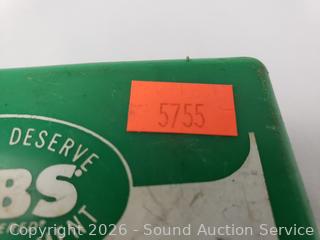 5755
DESERVE
BS
Copyright 2026 - Sound Auction Service